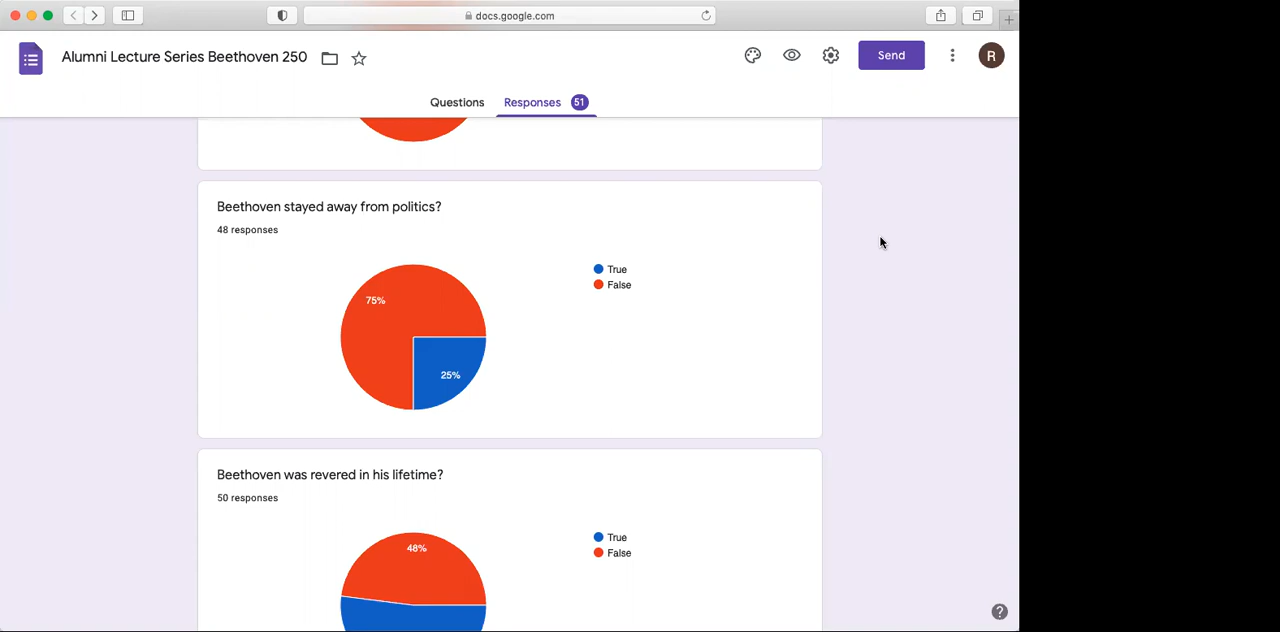 docs.google.com
Alumni Lecture Series Beethoven 250
Send
R
Questions
Responses 51
Beethoven stayed away from politics?
48 responses
75%
25%
True
False
Beethoven was revered in his lifetime?
50 responses
48%
True
False